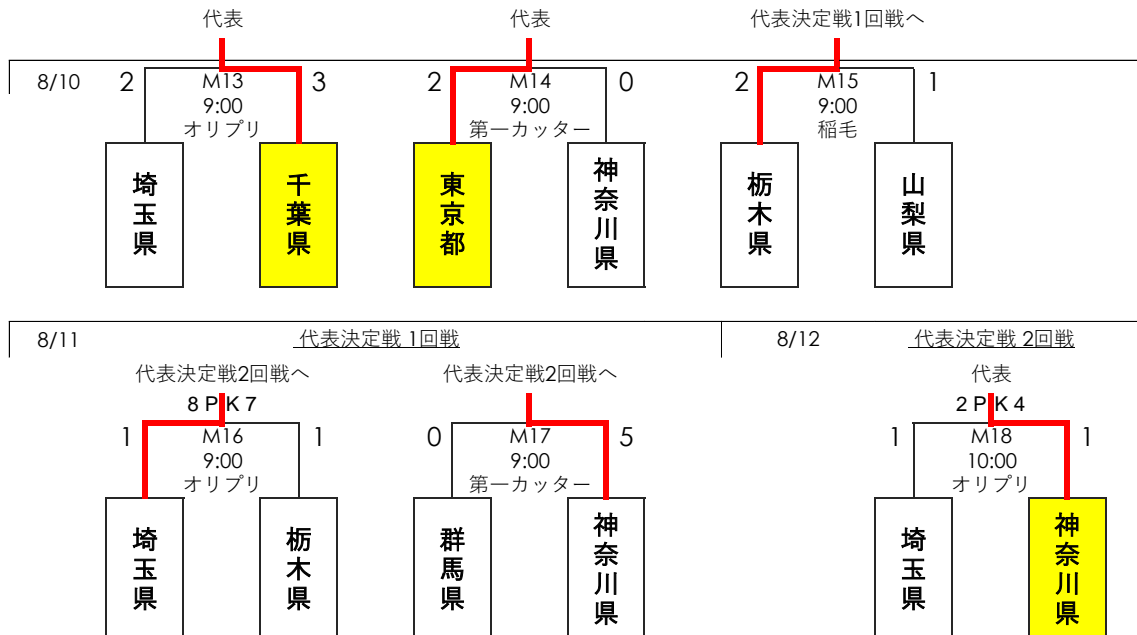 代表 代表 代表決定戦1回戦へ
8/10 2 M13 3 2 M14 0 2 M15 1
9:00 9:00 9:00
オリプリ 第一カッター 稲毛
埼玉県 千葉県 東京都 神奈川県 栃木県 山梨県
8/11 代表決定戦 1回戦 8/12 代表決定戦 2回戦
代表決定戦2回戦へ 代表決定戦2回戦へ 代表
8 PK 7 2 PK 4
1 M16 1 0 M17 5 1 M18 1
9:00 9:00 10:00
オリプリ 第一カッター オリプリ
埼玉県 栃木県 群馬県 神奈川県 埼玉県 神奈川県